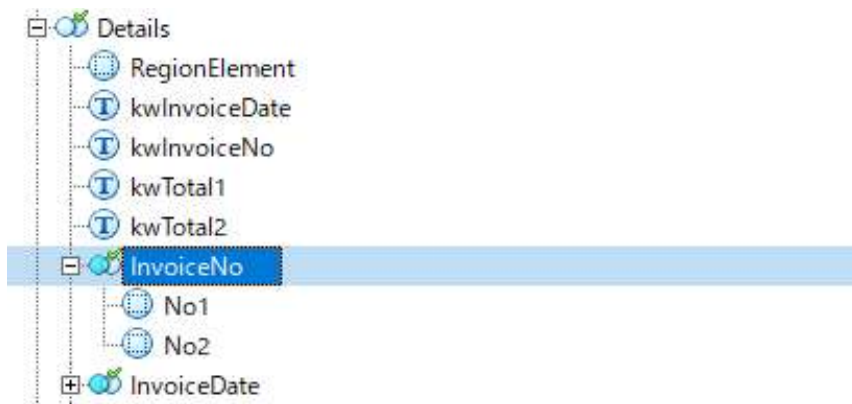 Details
RegionElement
kwInvoiceDate
kwInvoiceNo
kwTotal1
kwTotal2
InvoiceNo
No1
No2
InvoiceDate